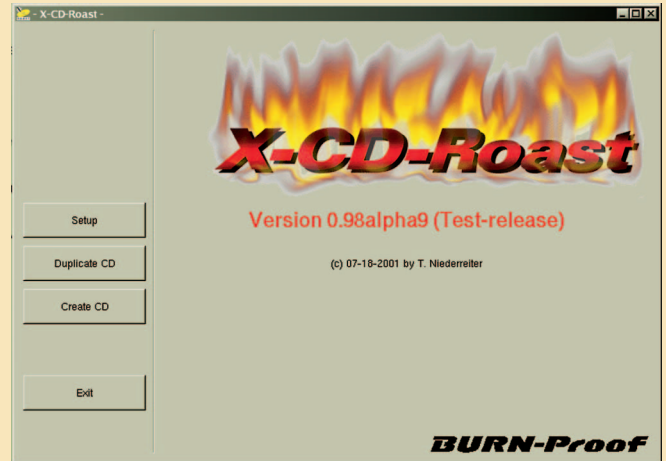 - X-CD-Roast -
X-CD-Roast
Version 0.98alpha9 (Test-release)
(c) 07-18-2001 by T. Niederreiter
Setup
Duplicate CD
Create CD
Exit
BURN-Proof